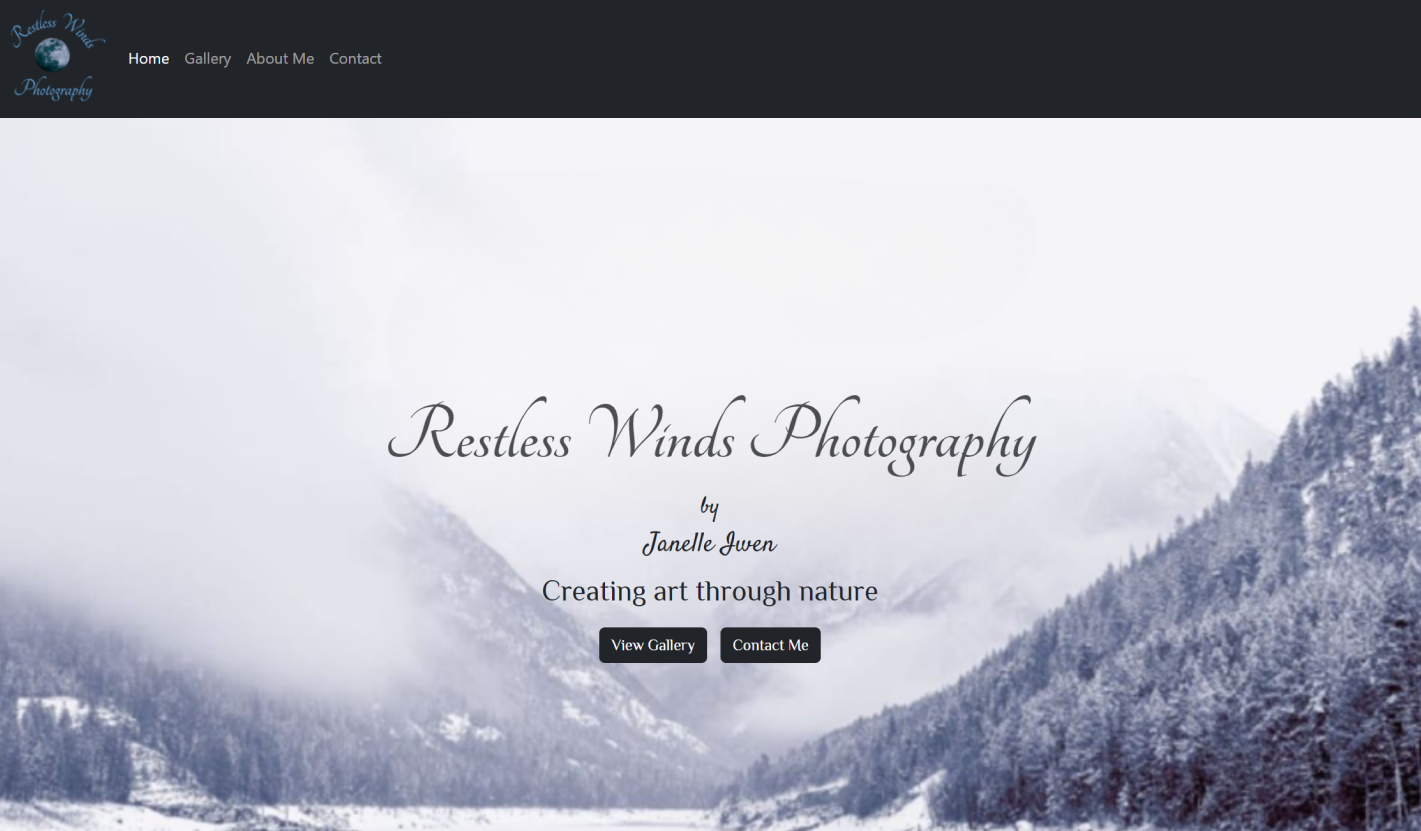 Restless Winds
Photography
Home Gallery About Me Contact
Restless Winds Photography
by
Janelle Iwen
Creating art through nature
View Gallery Contact Me